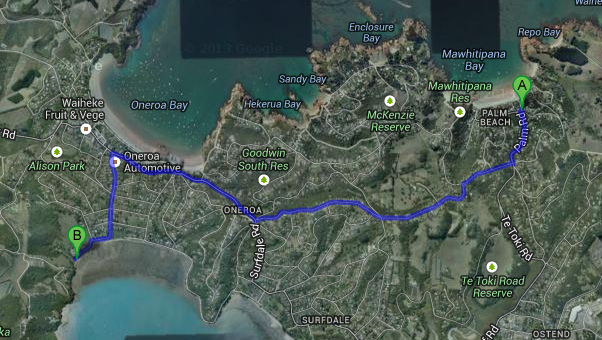 Enclosure
Bay
Repo Bay
© 2013 Google
Mawhitipana
Bay
Sandy Bay
Mawhitipana
Res
A
Oneroa Bay
Hekerua Bay
Waiheke
Fruit & Vege
McKenzie
Reserve
PALM
BEACH
Palm Rd
Rd
Alison Park
Oneroa
Automotive
Goodwin
South Res
ONEROA
B
Surfdale Rd
Te Toki Rd
Te Toki Road
Reserve
SURFDALE
OSTEND